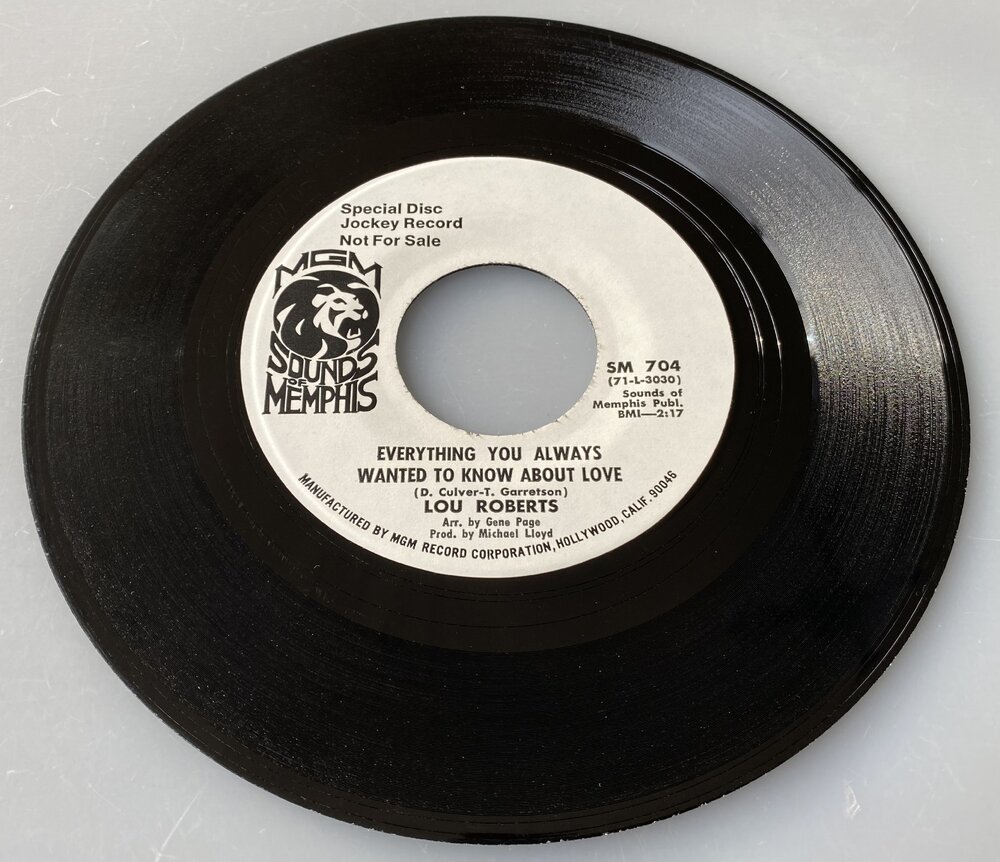 Special Disc
Jockey Record
Not For Sale
MGM
SOUNDS
OF
MEMPHIS
SM 704
(71-L-3030)
Sounds of
Memphis Publ.
BMI—2:17
EVERYTHING YOU ALWAYS
WANTED TO KNOW ABOUT LOVE
(D. Culver-T. Garretson)
LOU ROBERTS
Arr. by Gene Page
Prod. by Michael Lloyd
MANUFACTURED BY MGM RECORD CORPORATION, HOLLYWOOD, CALIF. 90046